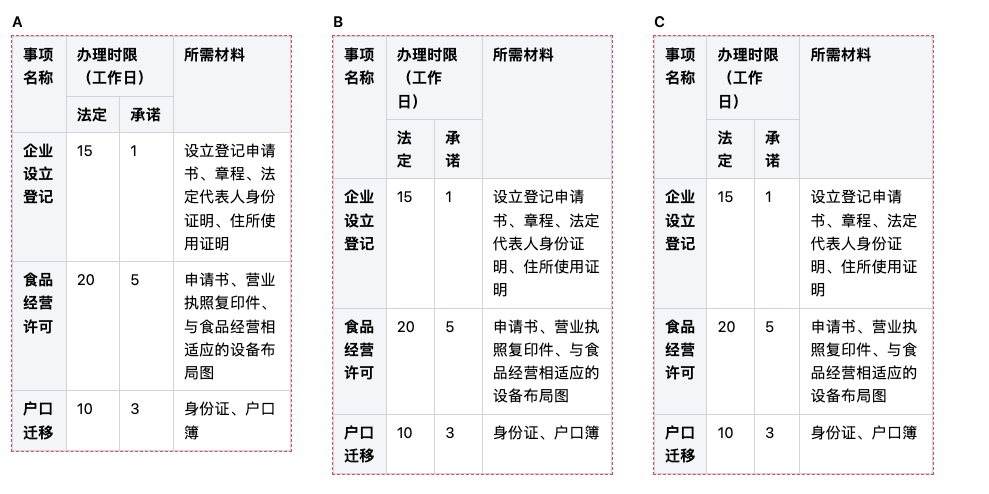 A
事项
名称
办理时限
（工作日）
所需材料
法定
承诺
企业
设立
登记
15
1
设立登记申请
书、章程、法
定代表人身份
证明、住所使
用证明
食品
经营
许可
20
5
申请书、营业
执照复印件、
与食品经营相
适应的设备布
局图
户口
迁移
10
3
身份证、户口
簿
B
事项
名称
办理时限
（工作
日）
所需材料
法
定
承
诺
企业
设立
登记
15
1
设立登记申请
书、章程、法定
代表人身份证
明、住所使用证
明
食品
经营
许可
20
5
申请书、营业执
照复印件、与食
品经营相适应的
设备布局图
户口
迁移
10
3
身份证、户口簿
C
事项
名称
办理时限
（工作
日）
所需材料
法
定
承
诺
企业
设立
登记
15
1
设立登记申请
书、章程、法定
代表人身份证
明、住所使用证
明
食品
经营
许可
20
5
申请书、营业执
照复印件、与食
品经营相适应的
设备布局图
户口
迁移
10
3
身份证、户口簿